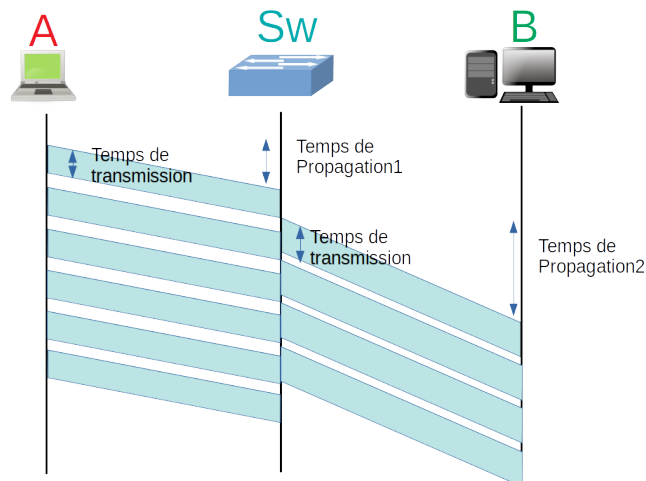 A
Sw
B
Temps de
transmission
Temps de
Propagation1
Temps de
transmission
Temps de
Propagation2